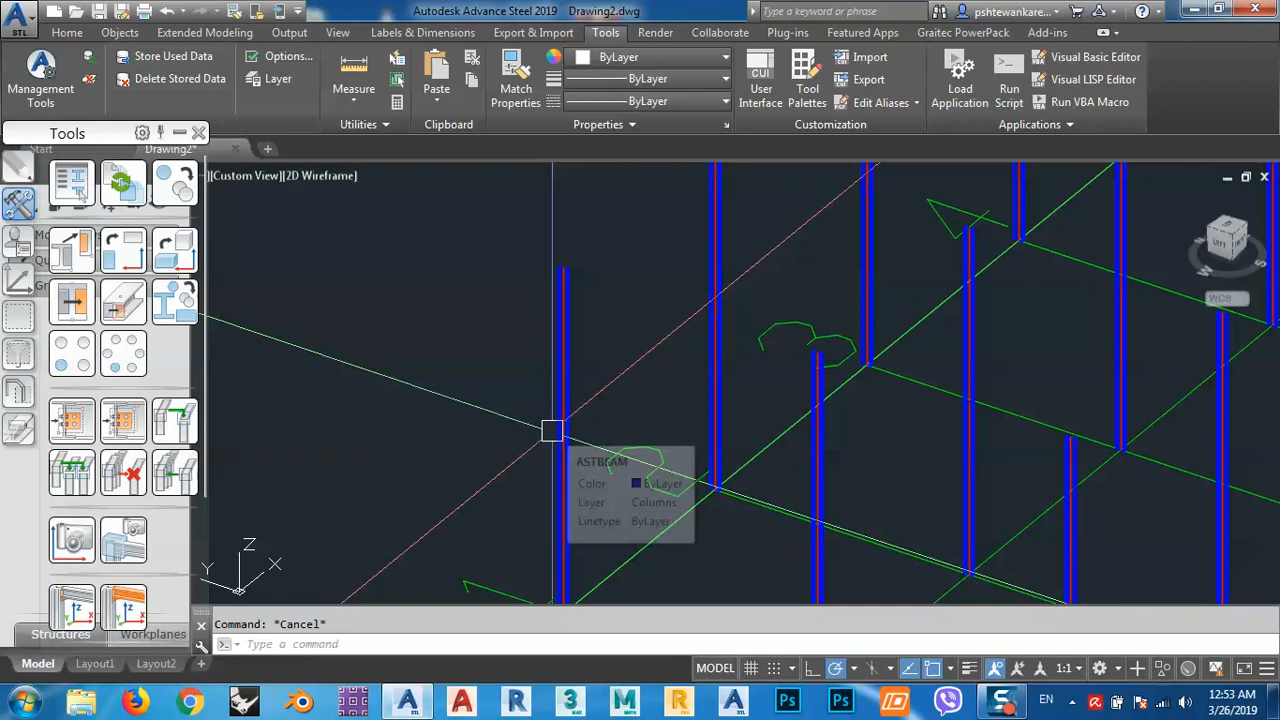 Autodesk Advance Steel 2019 Drawing2.dwg
Type a keyword or phrase
pshtewankare...
STL
Home Objects Extended Modeling Output View Labels & Dimensions Export & Import Tools Render Collaborate Plug-ins Featured Apps Graitec PowerPack Add-ins
Management Tools
Store Used Data
Delete Stored Data
Options...
Layer
Measure
Utilities
Paste
Clipboard
Match Properties
ByLayer
ByLayer
ByLayer
Properties
CUI
User Interface
Tool Palettes
Import
Export
Edit Aliases
Customization
Load Application
Run Script
Visual Basic Editor
Visual LISP Editor
Run VBA Macro
Applications
Tools
Start
Drawing2*
][Custom View][2D Wireframe]
LEFT
W
S
WCS
ASTBEAM
Color ByLayer
Layer Columns
Linetype ByLayer
Z
Y
X
Structures Workplanes
Command: *Cancel*
Type a command
Model Layout1 Layout2
MODEL
1:1
EN
12:53 AM
3/26/2019